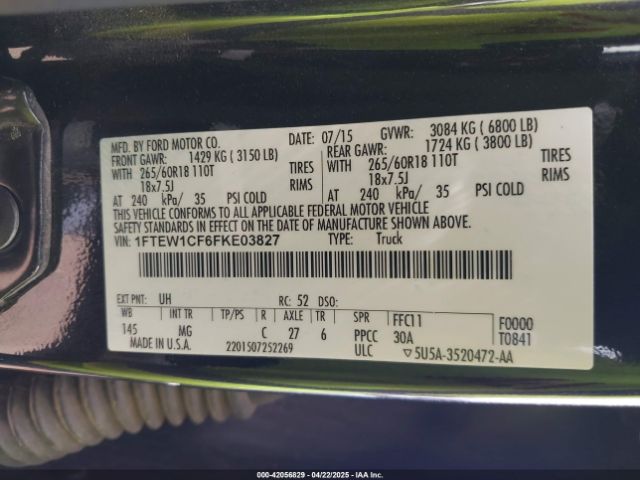 MFD. BY FORD MOTOR CO. DATE: 07/15 GVWR: 3084 KG ( 6800 LB)
FRONT GAWR: 1429 KG ( 3150 LB) REAR GAWR: 1724 KG ( 3800 LB)
WITH 265/60R18 110T TIRES WITH 265/60R18 110T TIRES
18x7.5J RIMS 18x7.5J RIMS
AT 240 kPa/ 35 PSI COLD AT 240 kPa/ 35 PSI COLD
THIS VEHICLE CONFORMS TO ALL APPLICABLE FEDERAL MOTOR VEHICLE
SAFETY STANDARDS IN EFFECT ON THE DATE OF MANUFACTURE SHOWN ABOVE.
VIN: 1FTEW1CF6FKE03827 TYPE: Truck
EXT PNT: UH RC: 52 DSO:
WB INT TR TP/PS R AXLE TR SPR FFC11 F0000
145 MG C 27 6 PPCC 30A T0841
MADE IN U.S.A. 2201507252269 ULC ▽5U5A-3520472-AA
000-42056829 - 04/22/2025 - IAA Inc.